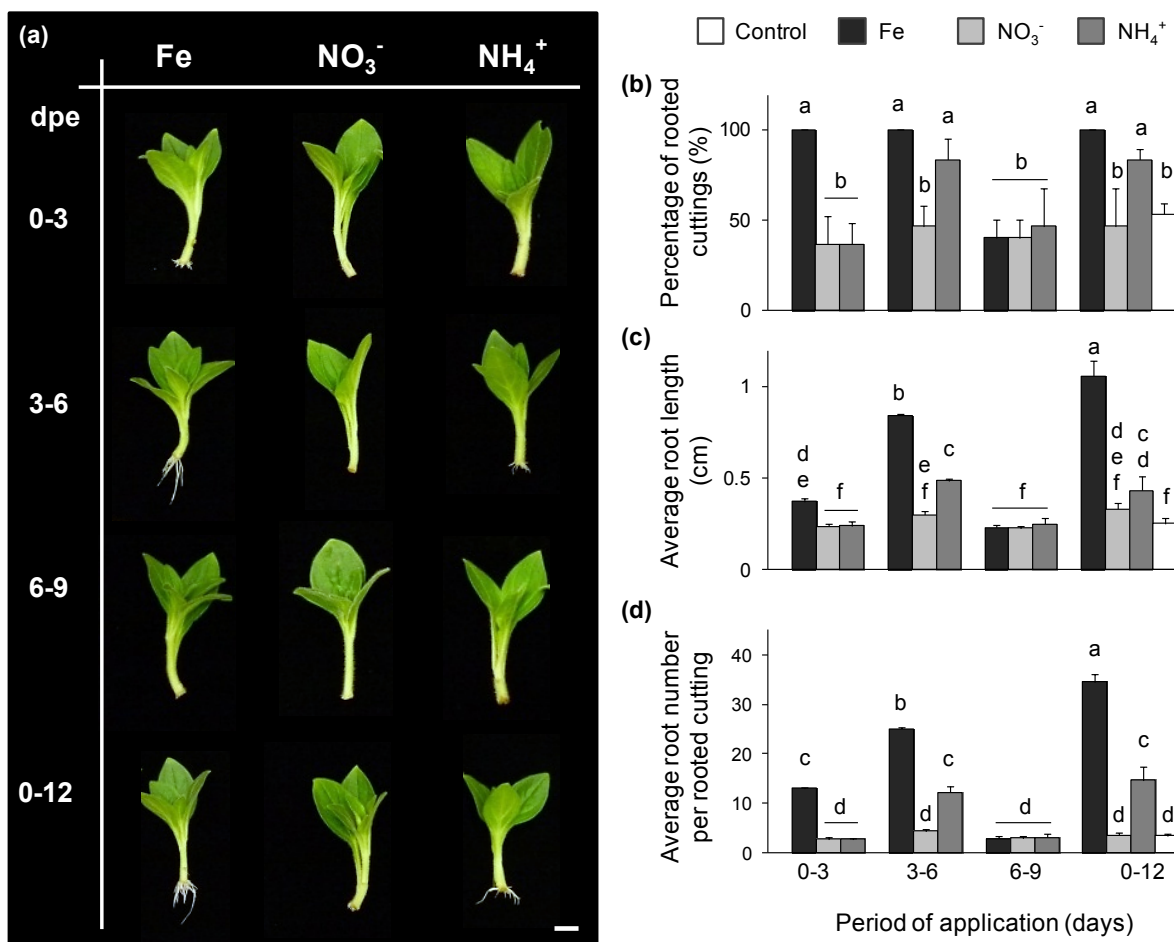 (a)
Fe NO₃⁻ NH₄⁺
dpe
0-3
3-6
6-9
0-12
Control Fe NO₃⁻ NH₄⁺
(b)
Percentage of rooted
cuttings (%)
100
50
0
a a a a a
b b b b b
(c)
Average root length
(cm)
1
0.5
0
d
e
f
b
e
f
c
f
a
d
e
f
c
d
f
(d)
Average root number
per rooted cutting
40
30
20
10
0
c d b d c d a d c d
0-3 3-6 6-9 0-12
Period of application (days)